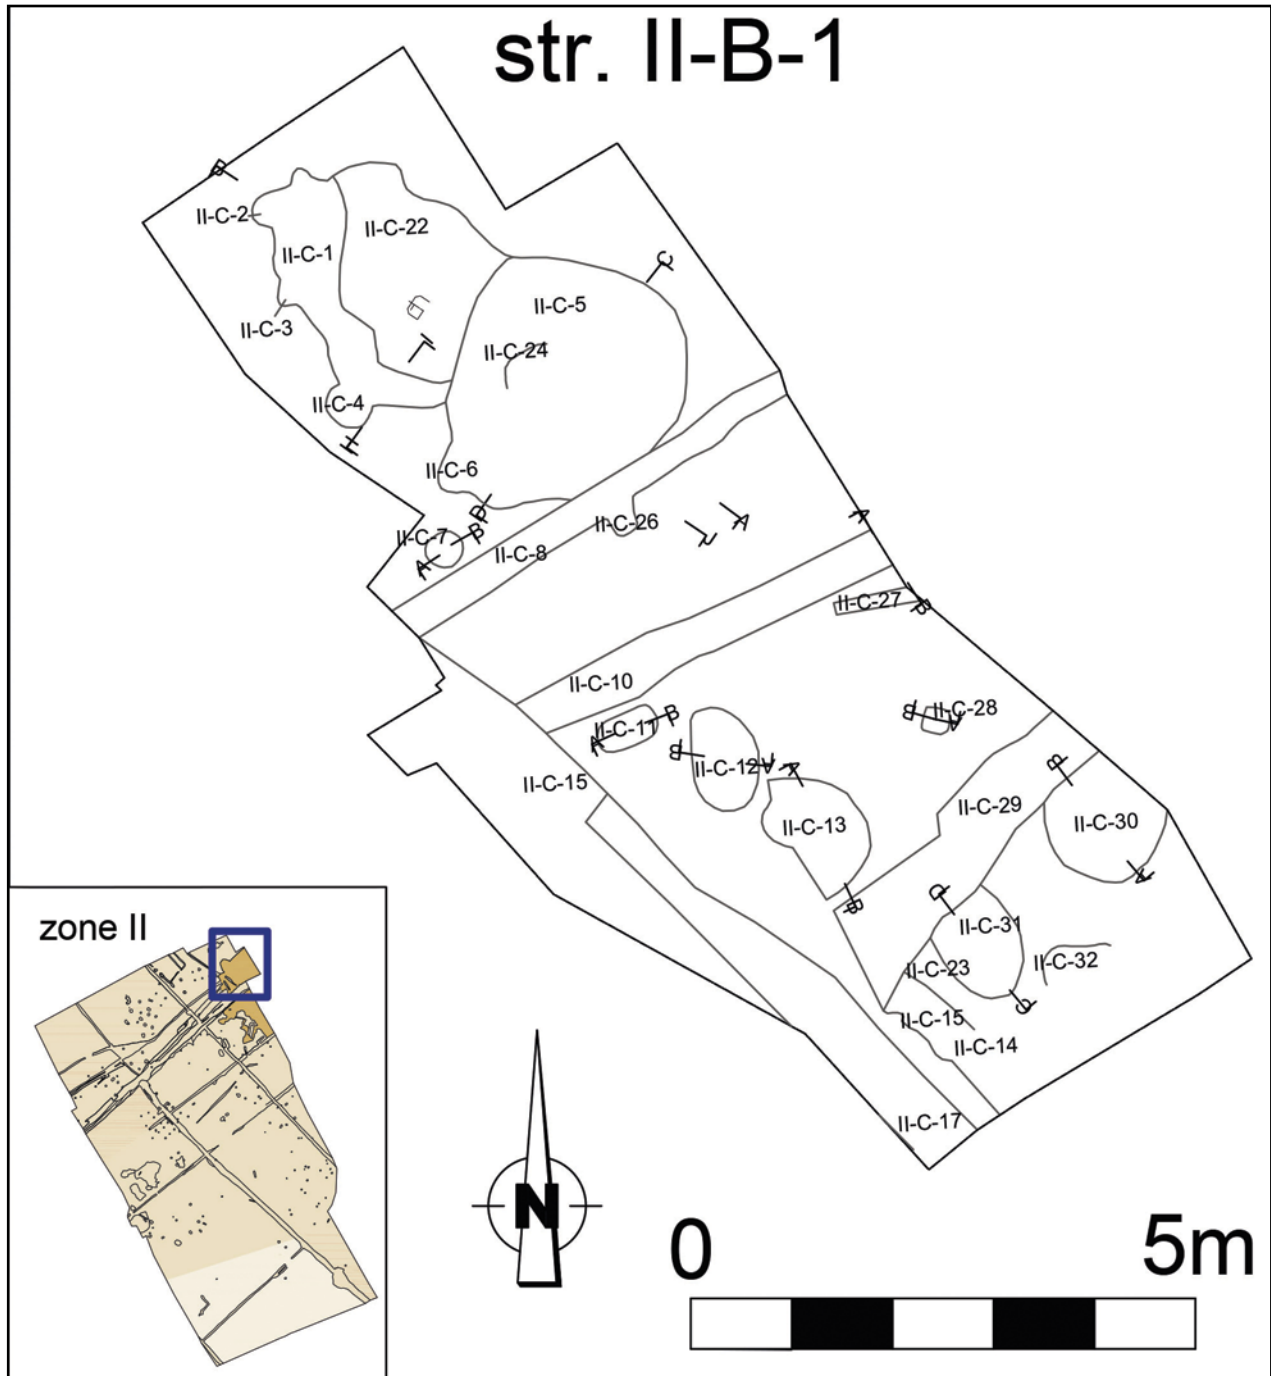 str. II-B-1
B
II-C-2
II-C-22
II-C-1
C
G
II-C-5
II-C-3
L
II-C-24
II-C-4
H
II-C-6
D
II-C-26
A
A
II-C-7
B
A
II-C-8
II-C-27
B
II-C-10
II-C-11
A
B
II-C-28
B
A
II-C-12
B
A
A
II-C-15
B
II-C-29
II-C-13
II-C-30
A
B
D
II-C-31
II-C-23
II-C-32
zone II
II-C-15
II-C-14
II-C-17
N
0
5m